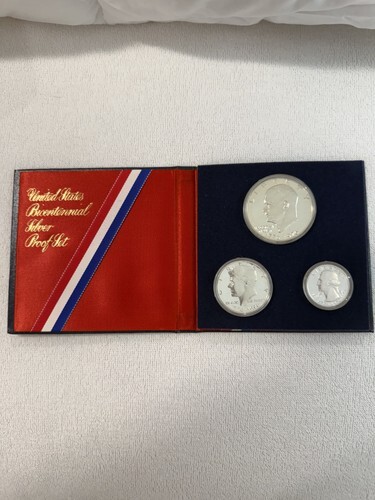 United States
Bicentennial
Silver
Proof Set